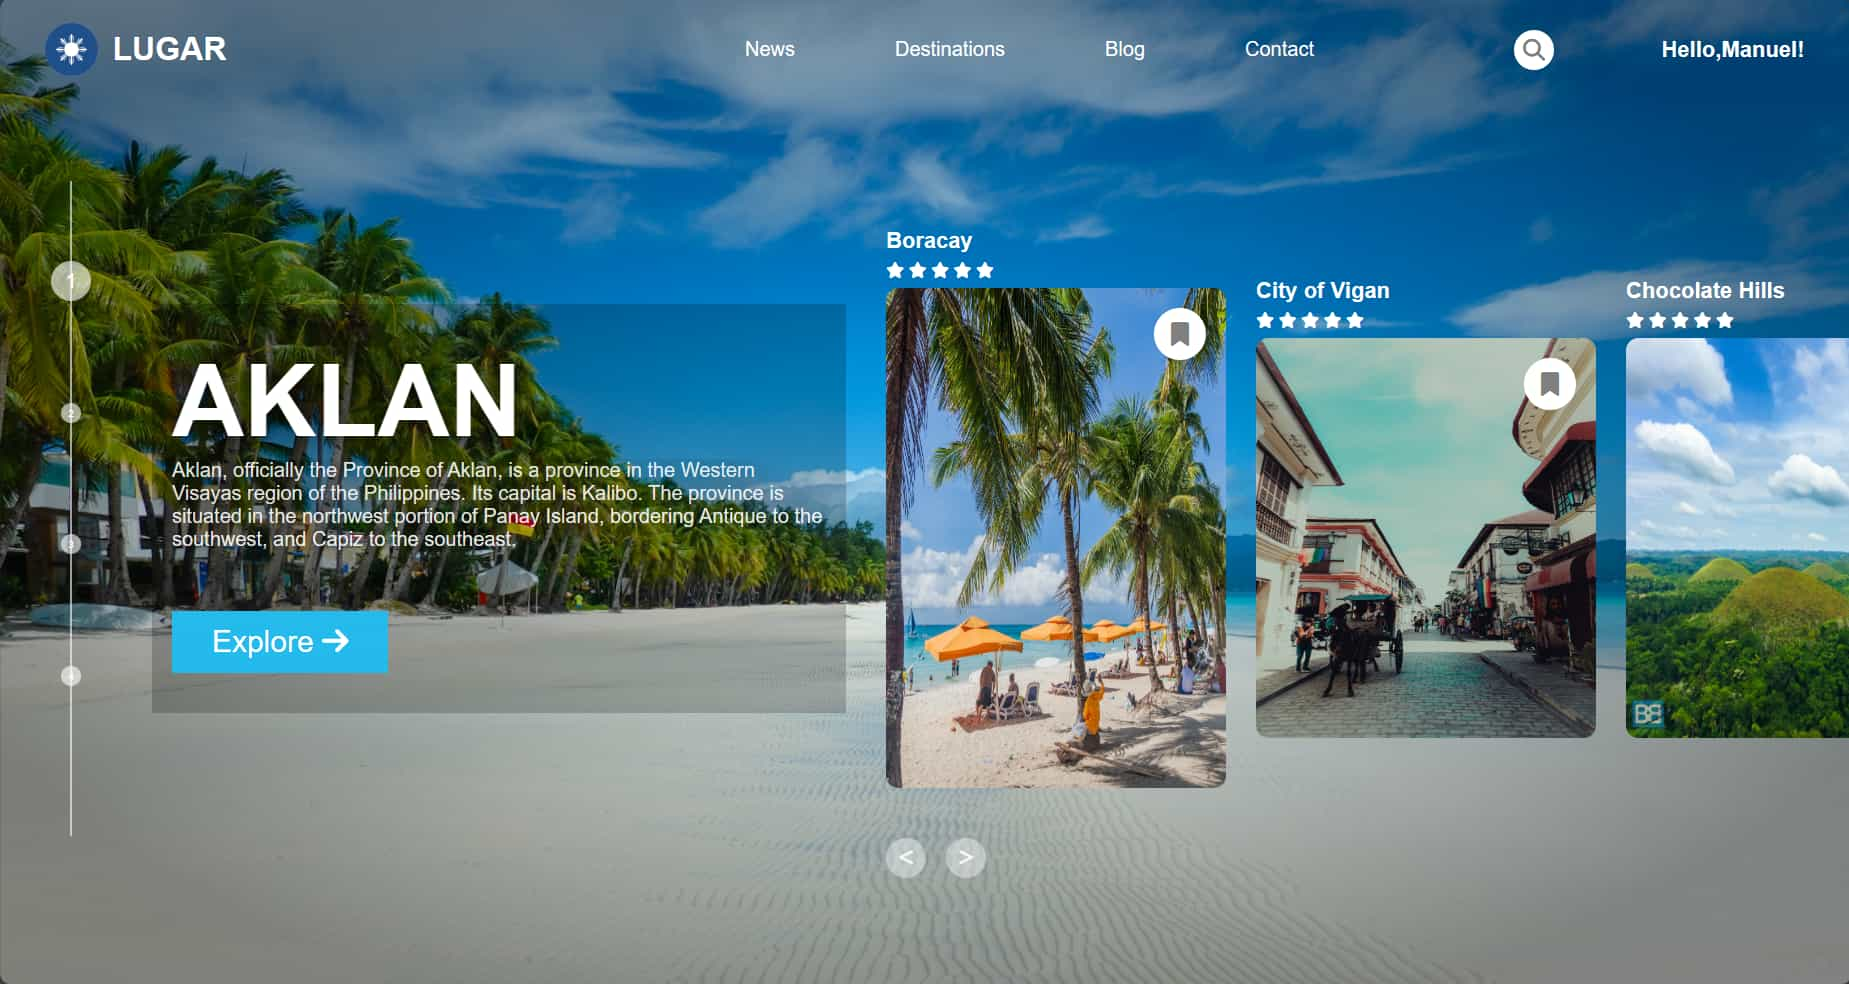 LUGAR
News
Destinations
Blog
Contact
Hello,Manuel!
1
2
3
4
AKLAN
Aklan, officially the Province of Aklan, is a province in the Western
Visayas region of the Philippines. Its capital is Kalibo. The province is
situated in the northwest portion of Panay Island, bordering Antique to the
southwest, and Capiz to the southeast.
Explore →
Boracay
City of Vigan
Chocolate Hills
< >